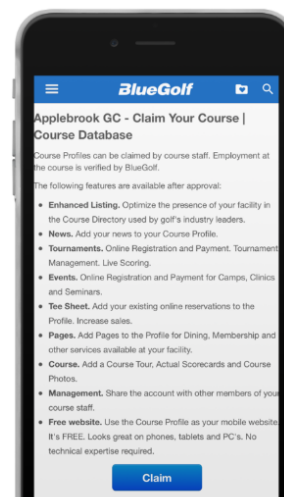 BlueGolf
Applebrook GC - Claim Your Course |
Course Database
Course Profiles can be claimed by course staff. Employment at
the course is verified by BlueGolf.
The following features are available after approval:
• Enhanced Listing. Optimize the presence of your facility in
the Course Directory used by golf's industry leaders.
• News. Add your news to your Course Profile.
• Tournaments. Online Registration and Payment. Tournament
Management. Live Scoring.
• Events. Online Registration and Payment for Camps, Clinics
and Seminars.
• Tee Sheet. Add your existing online reservations to the
Profile. Increase sales.
• Pages. Add Pages to the Profile for Dining, Membership and
other services available at your facility.
• Course. Add a Course Tour, Actual Scorecards and Course
Photos.
• Management. Share the account with other members of your
course staff.
• Free website. Use the Course Profile as your mobile website.
It's FREE. Looks great on phones, tablets and PC's. No
technical expertise required.
Claim